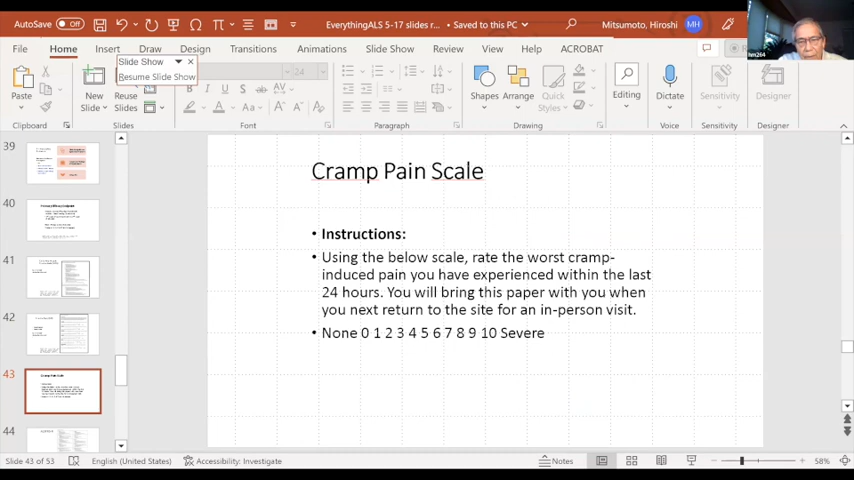 AutoSave Off EverythingALS 5-17 slides r... • Saved to this PC Mitsumoto, Hiroshi MH
hm264
File Home Insert Draw Design Transitions Animations Slide Show Review View Help ACROBAT
Slide Show
Resume Slide Show
Paste New Slides Reuse Slides 24 Shapes Arrange Quick Styles Editing Dictate Sensitivity Designer
Clipboard Slides Font Paragraph Drawing Voice Sensitivity Designer
39
40
41
42
43
44
Cramp Pain Scale
• Instructions:
• Using the below scale, rate the worst cramp-
induced pain you have experienced within the last
24 hours. You will bring this paper with you when
you next return to the site for an in-person visit.
• None 0 1 2 3 4 5 6 7 8 9 10 Severe
Slide 43 of 53 English (United States) Accessibility: Investigate Notes 58%